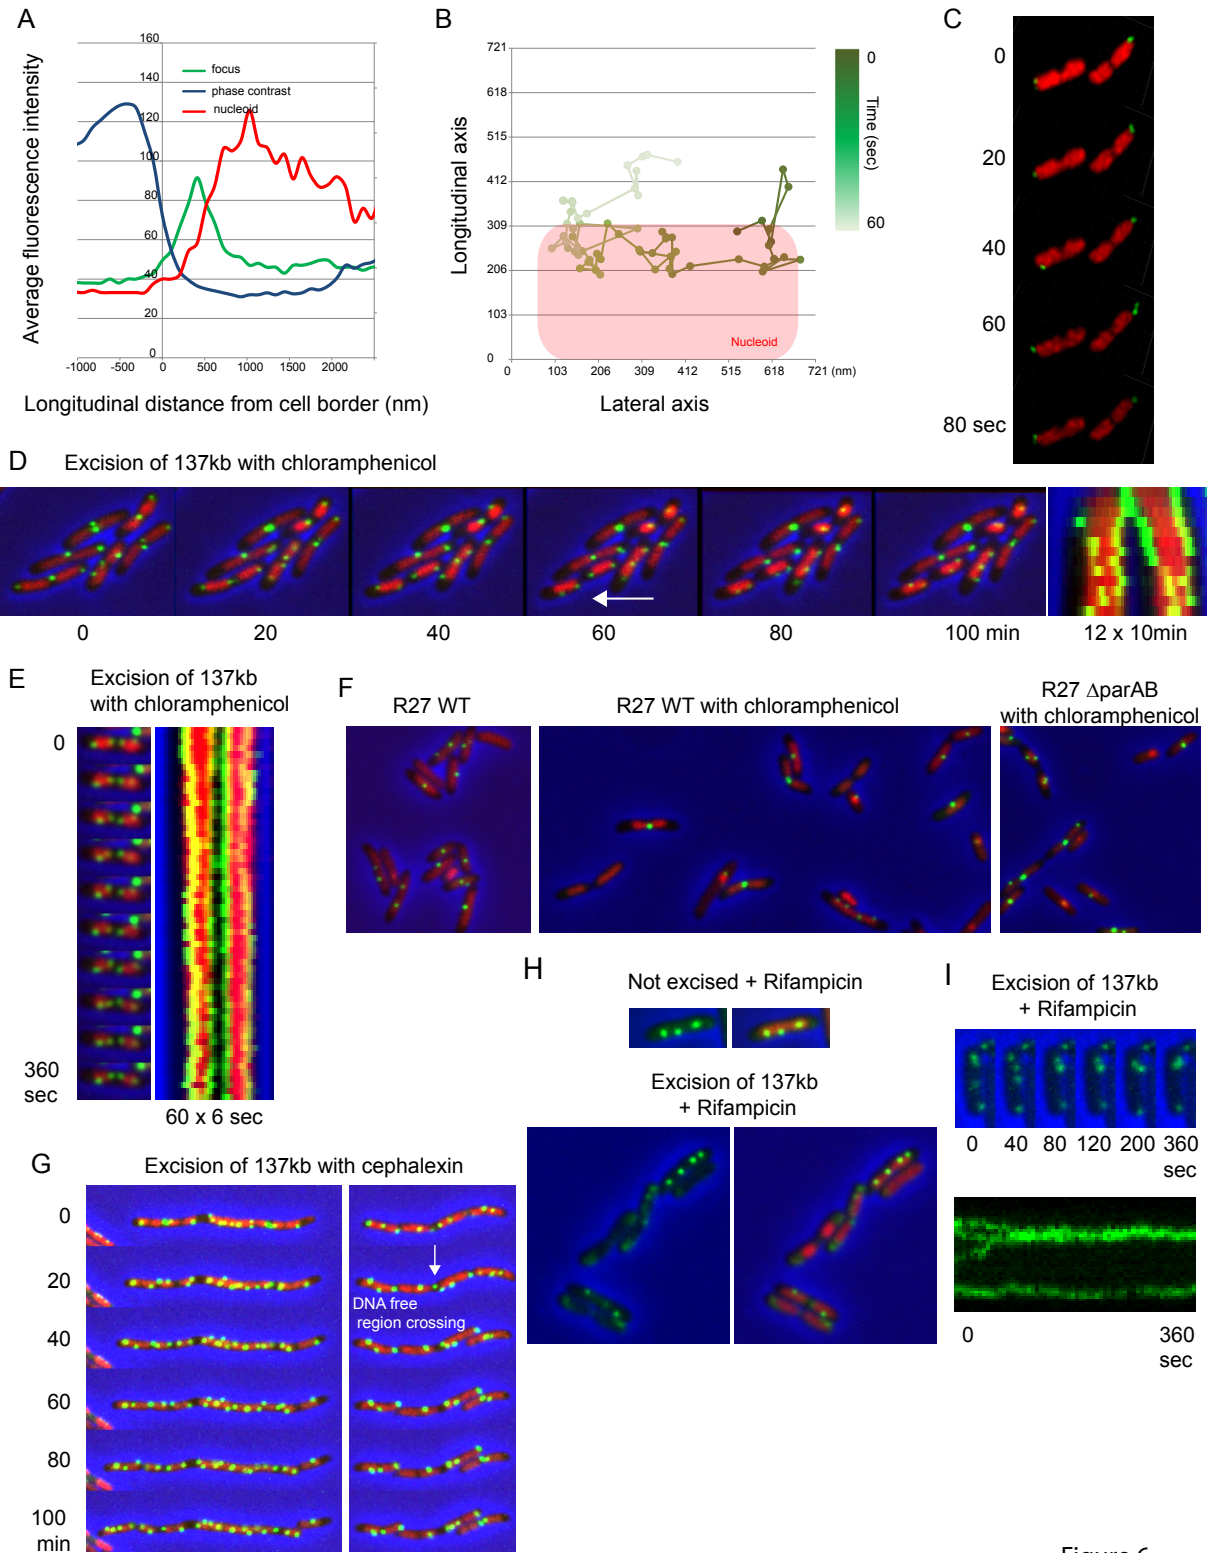 A
Average fluorescence intensity
160
140
120
100
80
60
40
20
0
focus
phase contrast
nucleoid
-1000 -500 0 500 1000 1500 2000
Longitudinal distance from cell border (nm)
B
Longitudinal axis
721
618
515
412
309
206
103
0
Nucleoid
0 103 206 309 412 515 618 721 (nm)
Lateral axis
0
Time (sec)
60
C
0
20
40
60
80 sec
D Excision of 137kb with chloramphenicol
0 20 40 60 80 100 min 12 x 10min
E Excision of 137kb
with chloramphenicol
0
360
sec
60 x 6 sec
F
R27 WT
R27 WT with chloramphenicol
R27 ΔparAB
with chloramphenicol
G Excision of 137kb with cephalexin
0
20
40
60
80
100
min
DNA free
region crossing
H
Not excised + Rifampicin
Excision of 137kb
+ Rifampicin
I
Excision of 137kb
+ Rifampicin
0 40 80 120 200 360
sec
0 360
sec